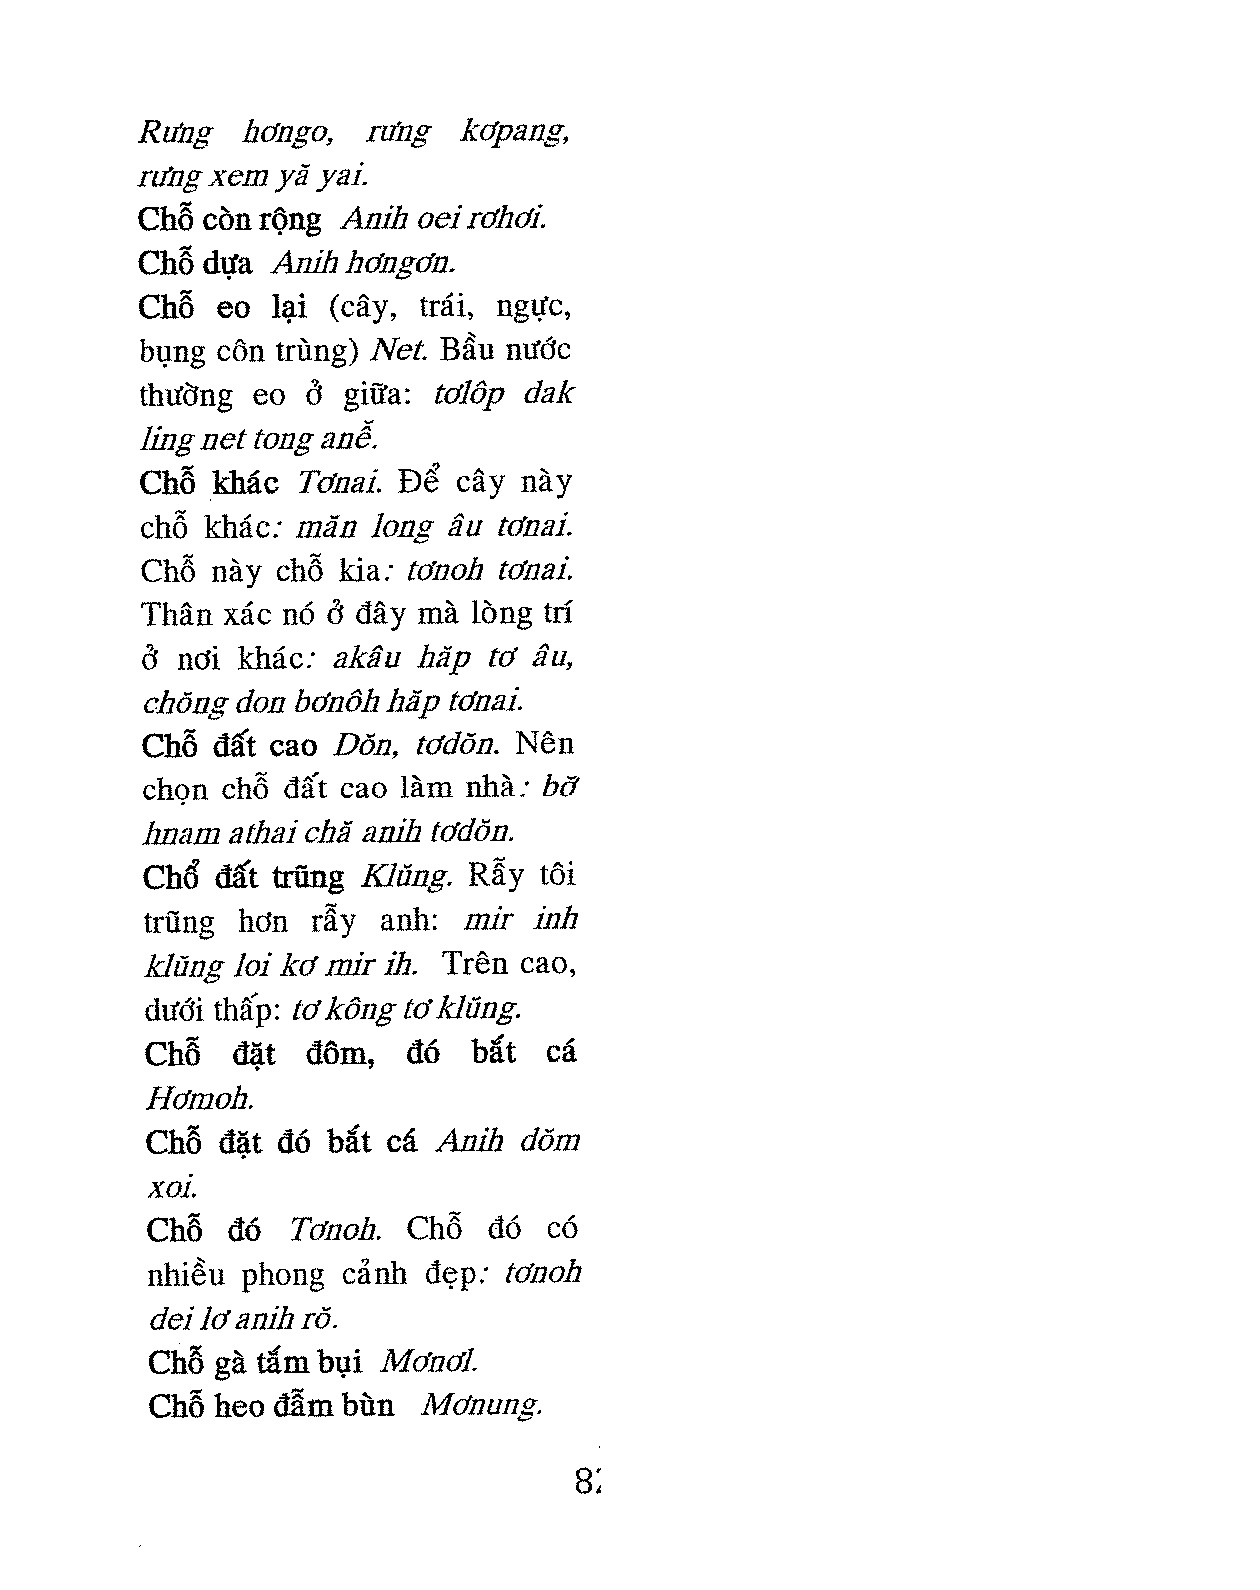 Rưng hơngo, rưng kơpang,
rưng xem yă yai.
Chỗ còn rộng Anih oei rơhơi.
Chỗ dựa Anih hơngơn.
Chỗ eo lại (cây, trái, ngực,
bụng côn trùng) Net. Bầu nước
thường eo ở giữa: tơlôp dak
ling net tong anê̆.
Chỗ khác Tơnai. Để cây này
chỗ khác: măn long âu tơnai.
Chỗ này chỗ kia: tơnoh tơnai.
Thân xác nó ở đây mà lòng trí
ở nơi khác: akâu hăp tơ âu,
chŏng don bơnôh hăp tơnai.
Chỗ đất cao Dŏn, tơdŏn. Nên
chọn chỗ đất cao làm nhà: bơ̆
hnam athai chă anih tơdŏn.
Chổ đất trũng Klŭng. Rẫy tôi
trũng hơn rẫy anh: mir inh
klŭng loi kơ mir ih. Trên cao,
dưới thấp: tơ kông tơ klŭng.
Chỗ đặt đôm, đó bắt cá
Hơmoh.
Chỗ đặt đó bắt cá Anih dŏm
xoi.
Chỗ đó Tơnoh. Chỗ đó có
nhiều phong cảnh đẹp: tơnoh
dei lơ anih rŏ.
Chỗ gà tắm bụi Mơnơl.
Chỗ heo đẫm bùn Mơnung.